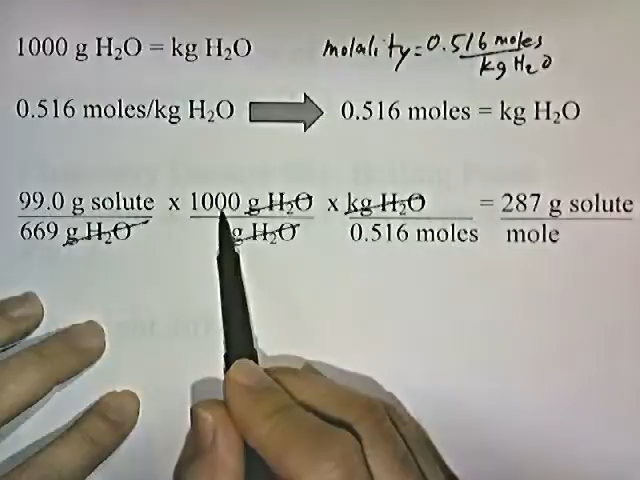 1000 g H₂O = kg H₂O
molality = 0.516 moles
kg H₂O
0.516 moles/kg H₂O 0.516 moles = kg H₂O
99.0 g solute x 1000 g H₂O x kg H₂O = 287 g solute
669 g H₂O g H₂O 0.516 moles mole